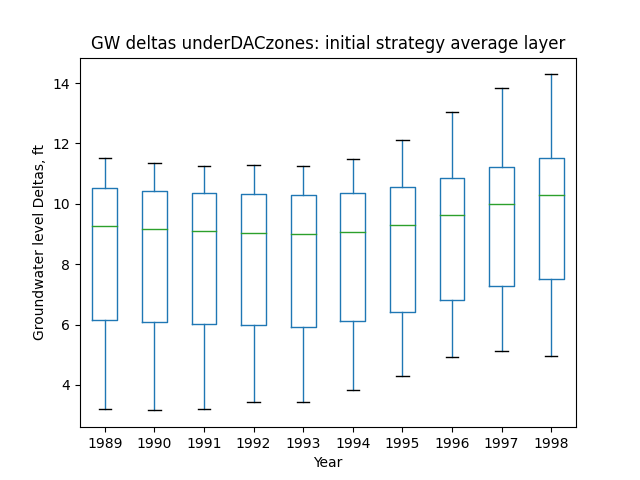 GW deltas underDACzones: initial strategy average layer
Groundwater level Deltas, ft
14
12
10
8
6
4
1989 1990 1991 1992 1993 1994 1995 1996 1997 1998
Year